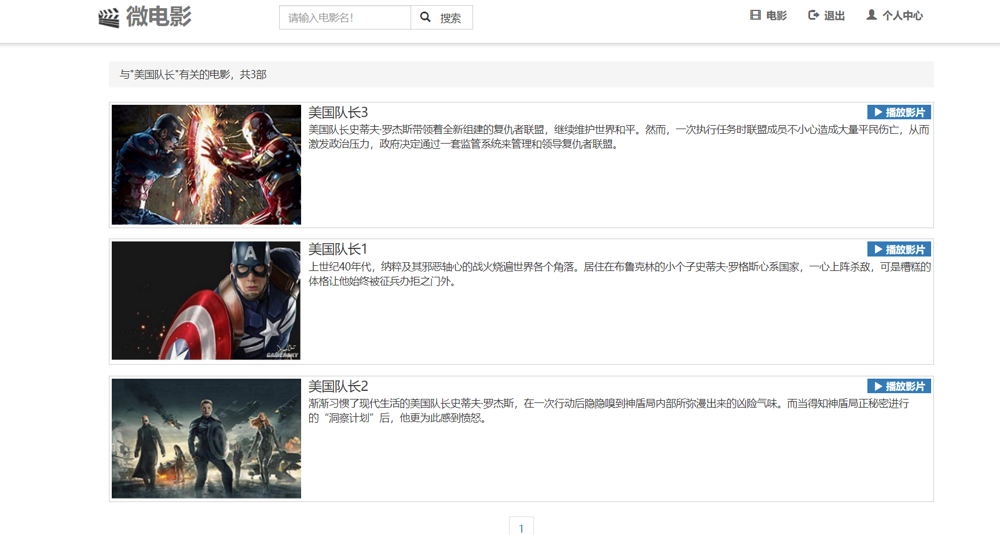 微电影
请输入电影名!
搜索
电影
退出
个人中心
与"美国队长"有关的电影，共3部
美国队长3
播放影片
美国队长史蒂夫·罗杰斯带领着全新组建的复仇者联盟，继续维护世界和平。然而，一次执行任务时联盟成员不小心造成大量平民伤亡，从而
激发政治压力，政府决定通过一套监管系统来管理和领导复仇者联盟。
美国队长1
播放影片
上世纪40年代，纳粹及其邪恶轴心的战火烧遍世界各个角落。居住在布鲁克林的小个子史蒂夫·罗格斯心系国家，一心上阵杀敌，可是糟糕的
体格让他始终被征兵办拒之门外。
A
GAMERSKY
美国队长2
播放影片
渐渐习惯了现代生活的美国队长史蒂夫·罗杰斯，在一次行动后隐隐嗅到神盾局内部所弥漫出来的凶险气味。而当得知神盾局正秘密进行
的“洞察计划”后，他更为此感到愤怒。
1